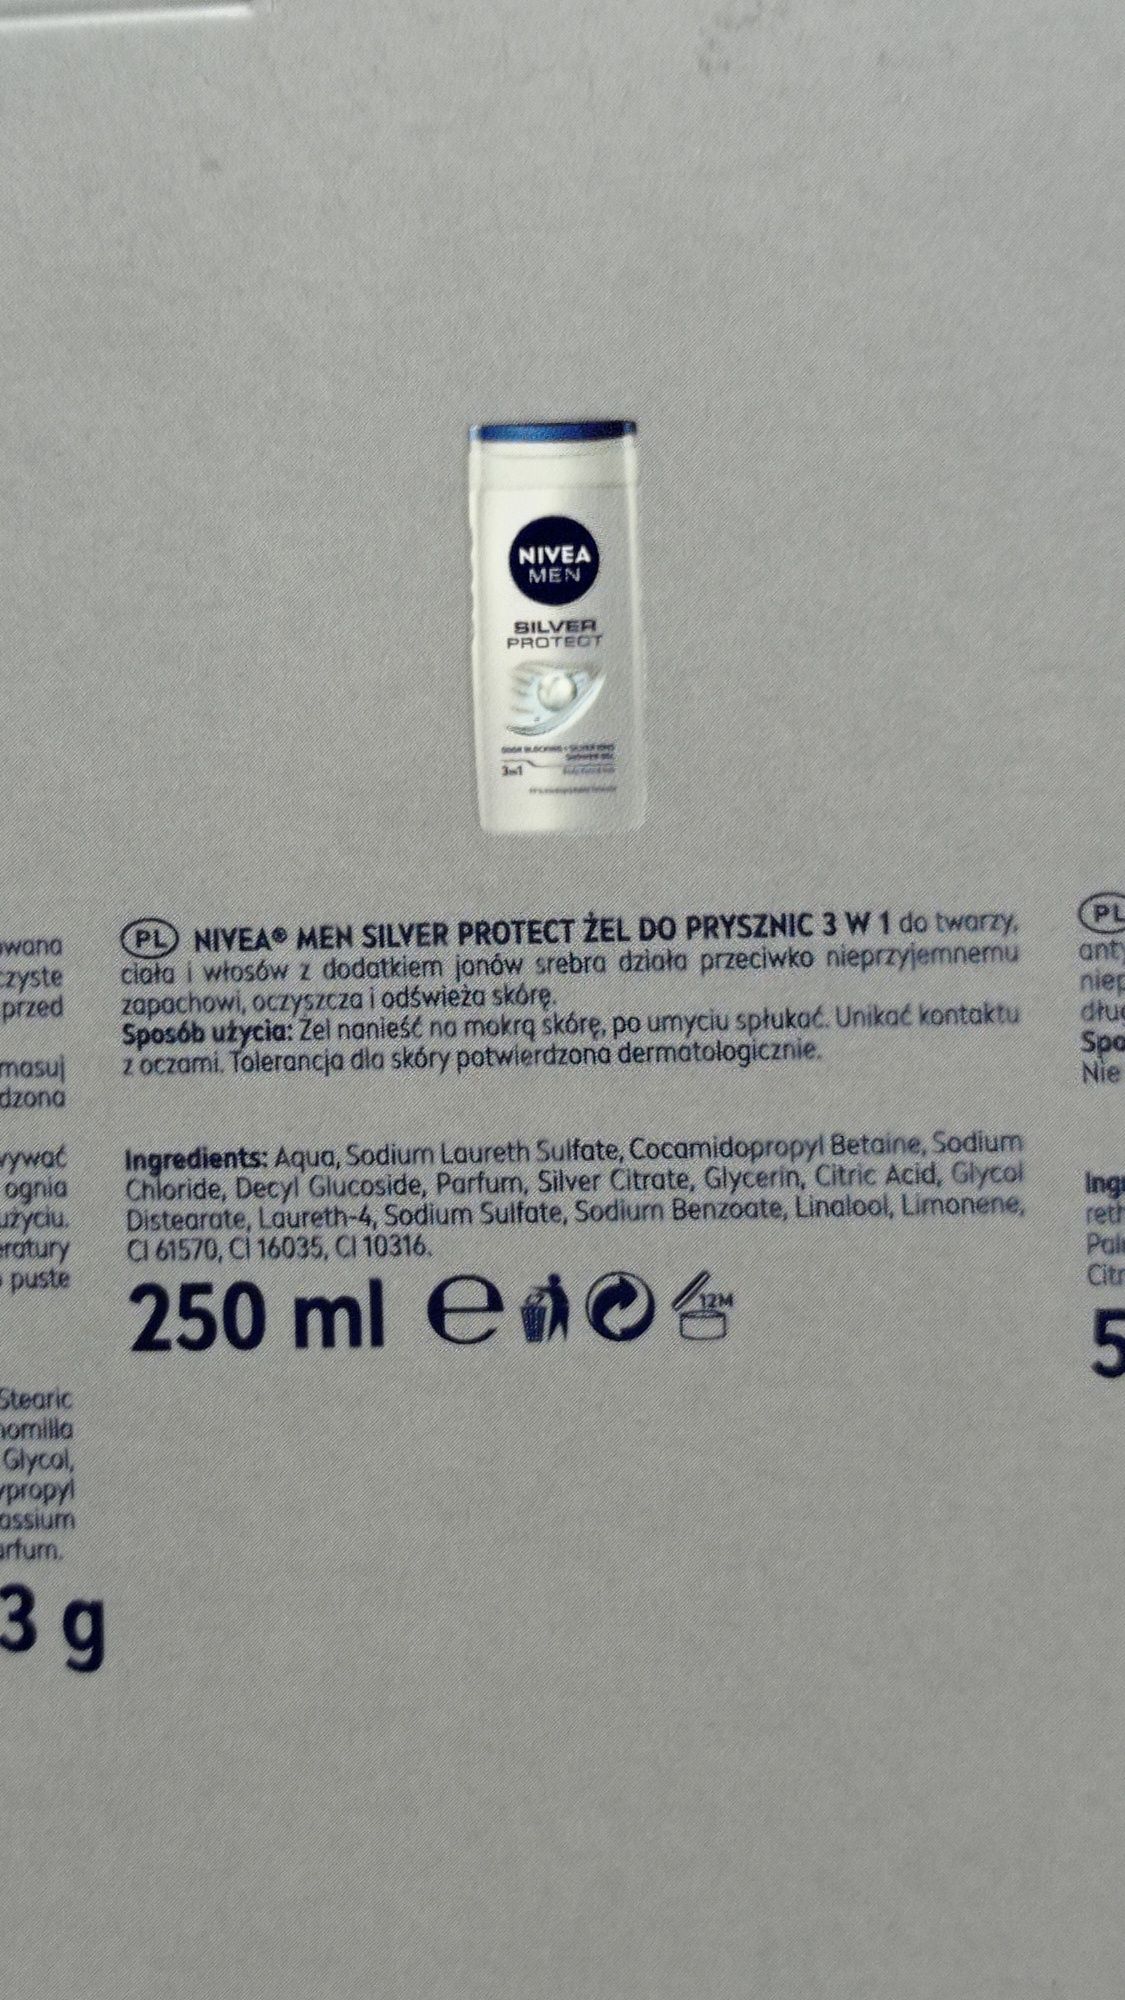 NIVEA
MEN
SILVER
PROTECT
3in1
PL NIVEA® MEN SILVER PROTECT ŻEL DO PRYSZNIC 3 W 1 do twarzy,
ciała i włosów z dodatkiem jonów srebra działa przeciwko nieprzyjemnemu
zapachowi, oczyszcza i odświeża skórę.
Sposób użycia: Żel nanieść na mokrą skórę, po umyciu spłukać. Unikać kontaktu
z oczami. Tolerancja dla skóry potwierdzona dermatologicznie.
Ingredients: Aqua, Sodium Laureth Sulfate, Cocamidopropyl Betaine, Sodium
Chloride, Decyl Glucoside, Parfum, Silver Citrate, Glycerin, Citric Acid, Glycol
Distearate, Laureth-4, Sodium Sulfate, Sodium Benzoate, Linalool, Limonene,
CI 61570, CI 16035, CI 10316.
250 ml e 12M
wana
czyste
przed
masuj
dzona
ywać
ognia
użyciu.
eratury
puste
Stearic
omilla
Glycol,
ypropyl
assium
arfum.
3 g
PL
anty
niep
dług
Spo
Nie
Ingr
reth
Pal
Citr
5